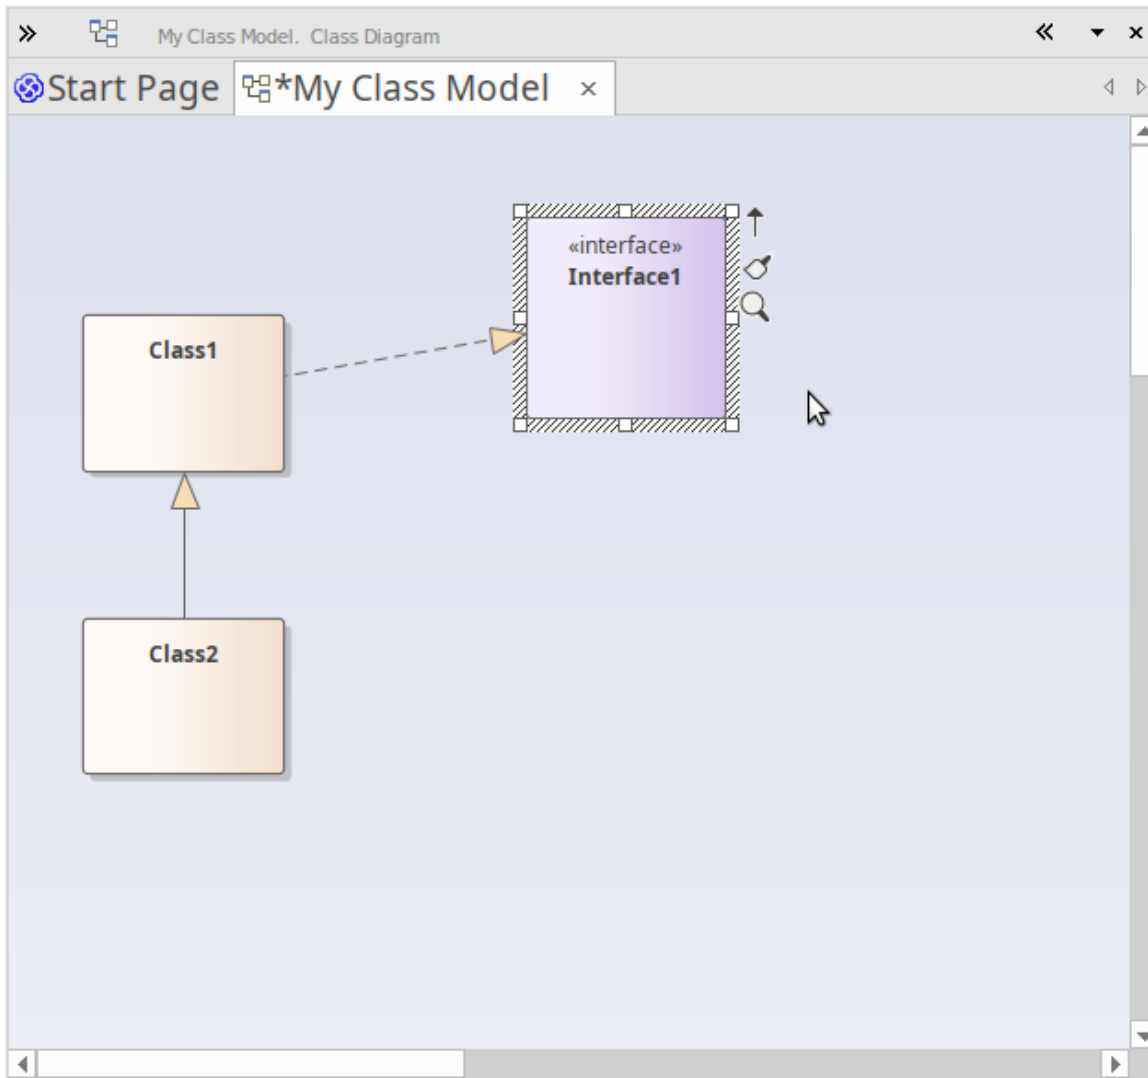 My Class Model.  Class Diagram
Start Page
*My Class Model
«interface»
Interface1
Class1
Class2